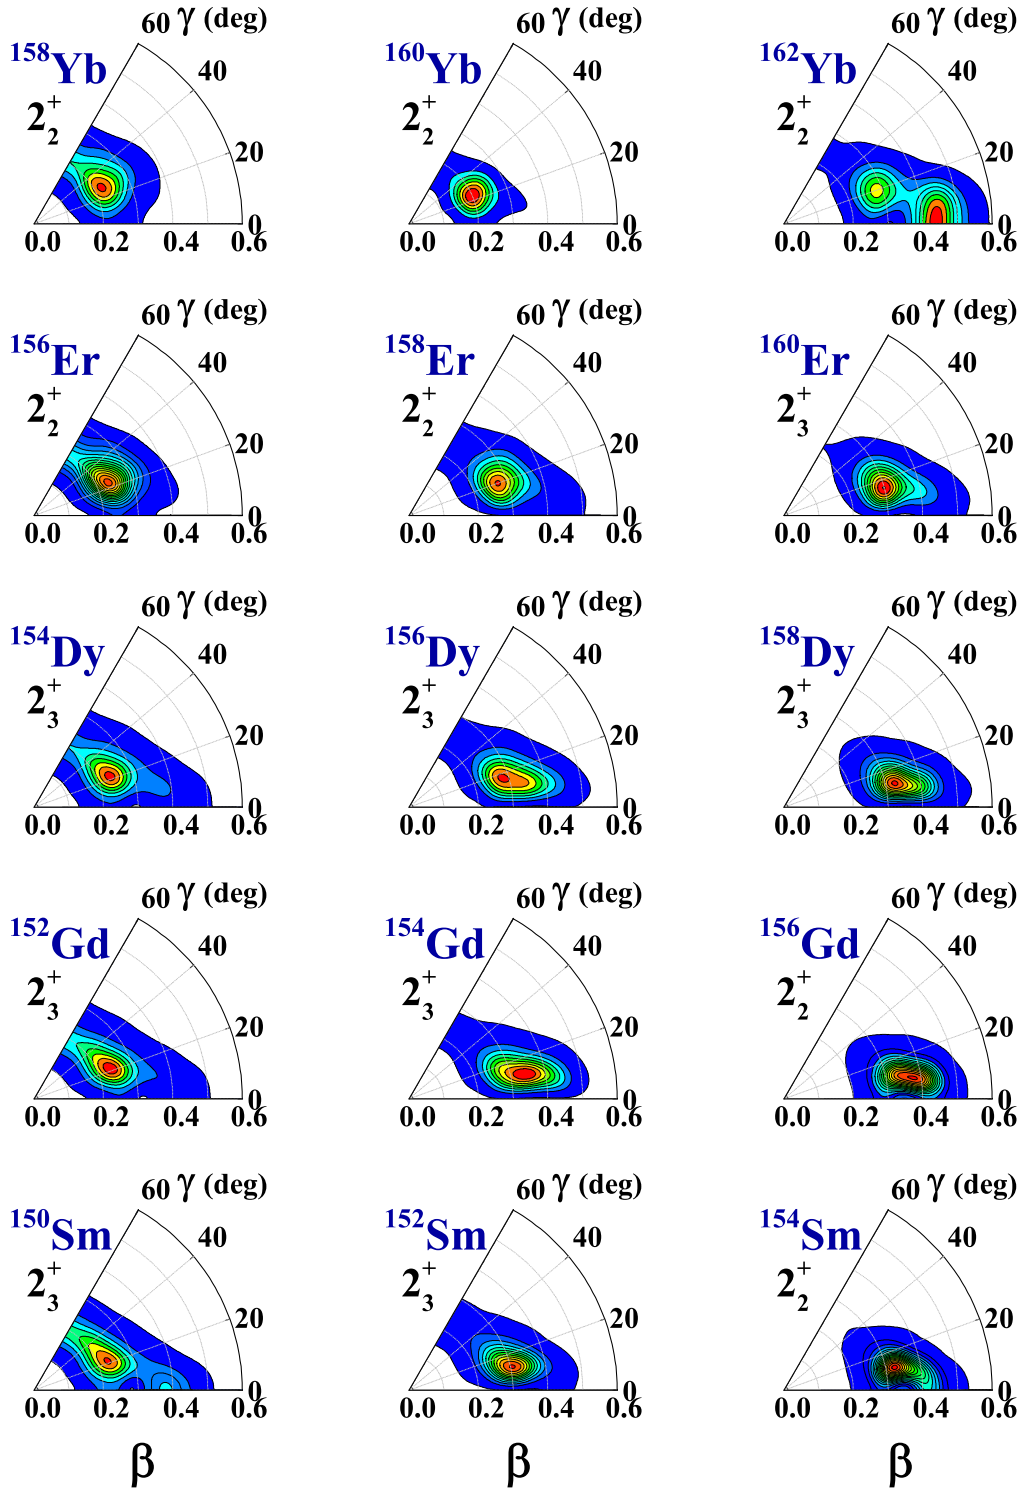 60 γ (deg) 60 γ (deg) 60 γ (deg)
158Yb 40 160Yb 40 162Yb 40
2+2 20 2+2 20 2+2 20
0 0 0
0.0 0.2 0.4 0.6 0.0 0.2 0.4 0.6 0.0 0.2 0.4 0.6
60 γ (deg) 60 γ (deg) 60 γ (deg)
156Er 40 158Er 40 160Er 40
2+2 20 2+2 20 2+3 20
0 0 0
0.0 0.2 0.4 0.6 0.0 0.2 0.4 0.6 0.0 0.2 0.4 0.6
60 γ (deg) 60 γ (deg) 60 γ (deg)
154Dy 40 156Dy 40 158Dy 40
2+3 20 2+3 20 2+3 20
0 0 0
0.0 0.2 0.4 0.6 0.0 0.2 0.4 0.6 0.0 0.2 0.4 0.6
60 γ (deg) 60 γ (deg) 60 γ (deg)
152Gd 40 154Gd 40 156Gd 40
2+3 20 2+3 20 2+2 20
0 0 0
0.0 0.2 0.4 0.6 0.0 0.2 0.4 0.6 0.0 0.2 0.4 0.6
60 γ (deg) 60 γ (deg) 60 γ (deg)
150Sm 40 152Sm 40 154Sm 40
2+3 20 2+3 20 2+2 20
0 0 0
0.0 0.2 0.4 0.6 0.0 0.2 0.4 0.6 0.0 0.2 0.4 0.6
β β β